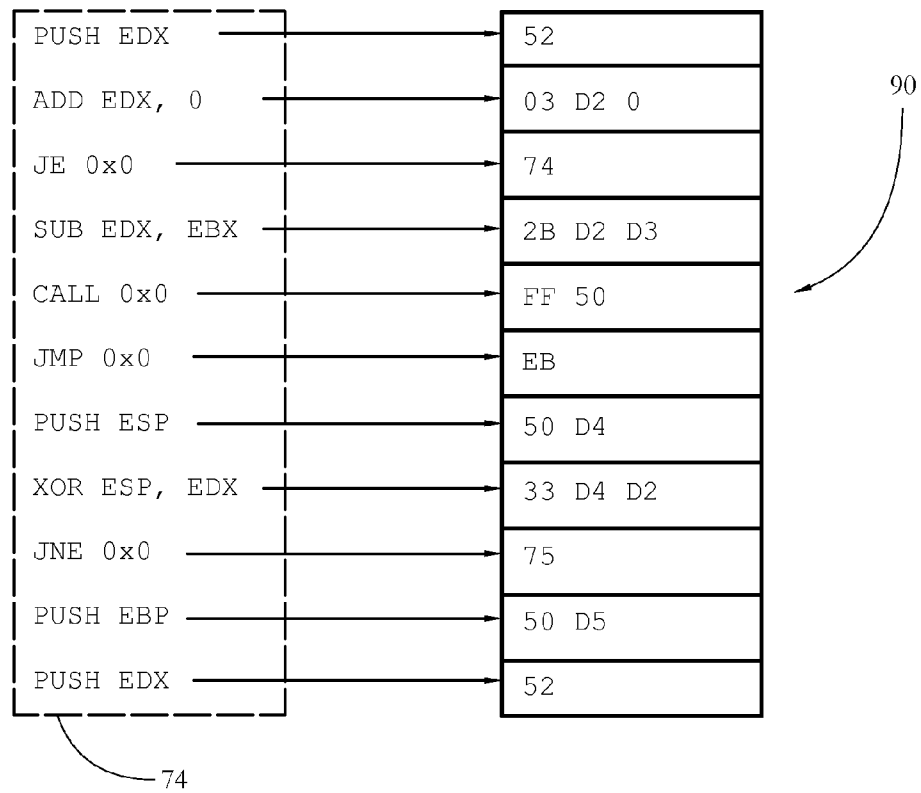 PUSH EDX 52
ADD EDX, 0 03 D2 0
90
JE 0x0 74
SUB EDX, EBX 2B D2 D3
CALL 0x0 FF 50
JMP 0x0 EB
PUSH ESP 50 D4
XOR ESP, EDX 33 D4 D2
JNE 0x0 75
PUSH EBP 50 D5
PUSH EDX 52
74